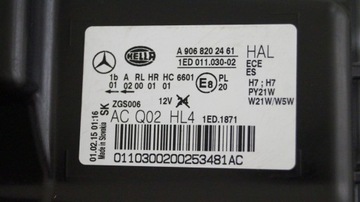 HELLA
A 906 820 24 61
1ED 011.030-02
HAL
ECE
ES
1b A RL HR HC 6601
01 02 00 01 01
E8
PL
20
H7 ; H7
PY21W
W21W/W5W
ZGS006
12V
AC Q02 HL4
1ED.1871
0110300200253481AC
01.02.15 01:16
Made in Slovakia
SK